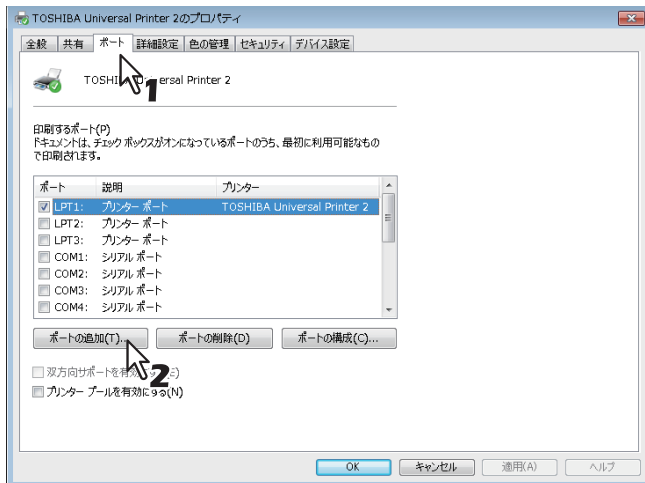 TOSHIBA Universal Printer 2のプロパティ
全般 共有 ポート 詳細設定 色の管理 セキュリティ デバイス設定
ersal Printer 2
1
印刷するポート(P)
ドキュメントは、チェック ボックスがオンになっているポートのうち、最初に利用可能なもの
で印刷されます。
ポート 説明 プリンター
LPT1: プリンター ポート TOSHIBA Universal Printer 2
LPT2: プリンター ポート
LPT3: プリンター ポート
COM1: シリアル ポート
COM2: シリアル ポート
COM3: シリアル ポート
COM4: シリアル ポート
ポートの追加(T)... ポートの削除(D) ポートの構成(C)...
2
双方向サポートを有効
プリンター プールを有効にする(N)
OK キャンセル 適用(A) ヘルプ